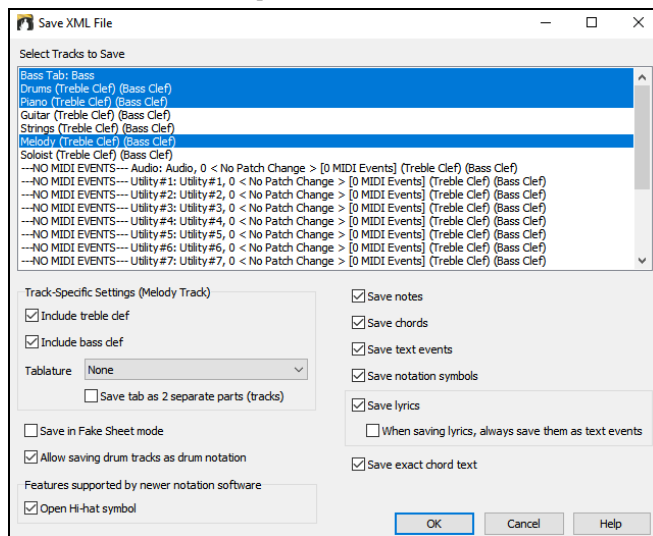 Save XML File
Select Tracks to Save
Bass Tab: Bass
Drums (Treble Clef) (Bass Clef)
Piano (Treble Clef) (Bass Clef)
Guitar (Treble Clef) (Bass Clef)
Strings (Treble Clef) (Bass Clef)
Melody (Treble Clef) (Bass Clef)
Soloist (Treble Clef) (Bass Clef)
---NO MIDI EVENTS--- Audio: Audio, 0 < No Patch Change > [0 MIDI Events] (Treble Clef) (Bass Clef)
---NO MIDI EVENTS--- Utility#1: Utility#1, 0 < No Patch Change > [0 MIDI Events] (Treble Clef) (Bass Clef)
---NO MIDI EVENTS--- Utility#2: Utility#2, 0 < No Patch Change > [0 MIDI Events] (Treble Clef) (Bass Clef)
---NO MIDI EVENTS--- Utility#3: Utility#3, 0 < No Patch Change > [0 MIDI Events] (Treble Clef) (Bass Clef)
---NO MIDI EVENTS--- Utility#4: Utility#4, 0 < No Patch Change > [0 MIDI Events] (Treble Clef) (Bass Clef)
---NO MIDI EVENTS--- Utility#5: Utility#5, 0 < No Patch Change > [0 MIDI Events] (Treble Clef) (Bass Clef)
---NO MIDI EVENTS--- Utility#6: Utility#6, 0 < No Patch Change > [0 MIDI Events] (Treble Clef) (Bass Clef)
---NO MIDI EVENTS--- Utility#7: Utility#7, 0 < No Patch Change > [0 MIDI Events] (Treble Clef) (Bass Clef)
Track-Specific Settings (Melody Track)
Include treble clef
Include bass clef
Tablature None
Save tab as 2 separate parts (tracks)
Save in Fake Sheet mode
Allow saving drum tracks as drum notation
Features supported by newer notation software
Open Hi-hat symbol
Save notes
Save chords
Save text events
Save notation symbols
Save lyrics
When saving lyrics, always save them as text events
Save exact chord text
OK Cancel Help